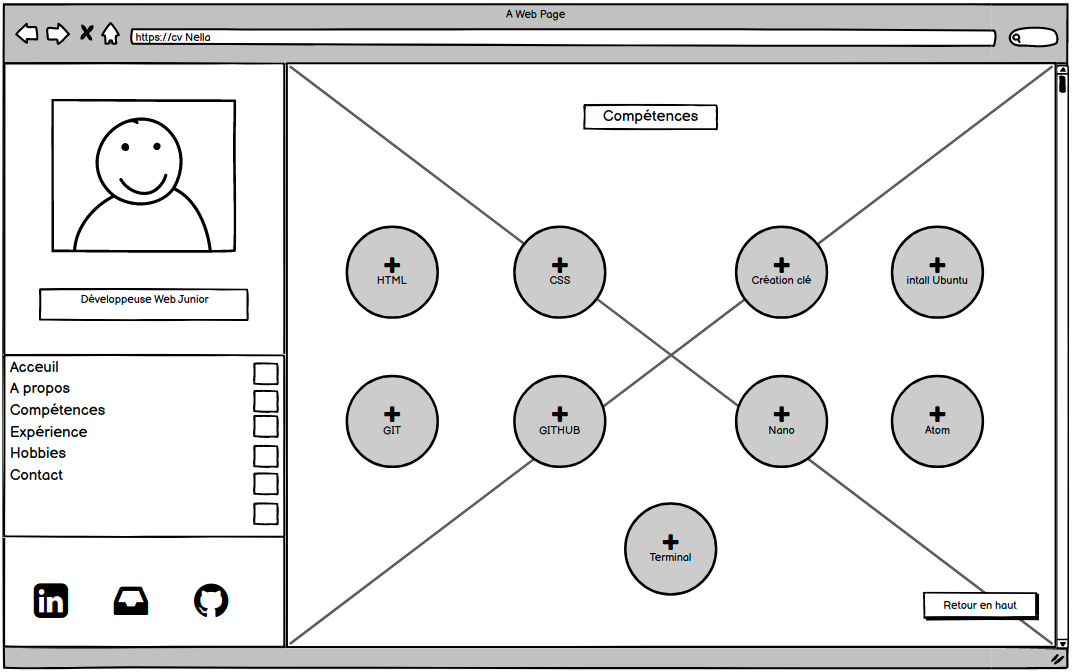 A Web Page
https://cv Nella
Compétences
Développeuse Web Junior
Acceuil
A propos
Compétences
Expérience
Hobbies
Contact
in
HTML
CSS
Création clé
intall Ubuntu
GIT
GITHUB
Nano
Atom
Terminal
Retour en haut